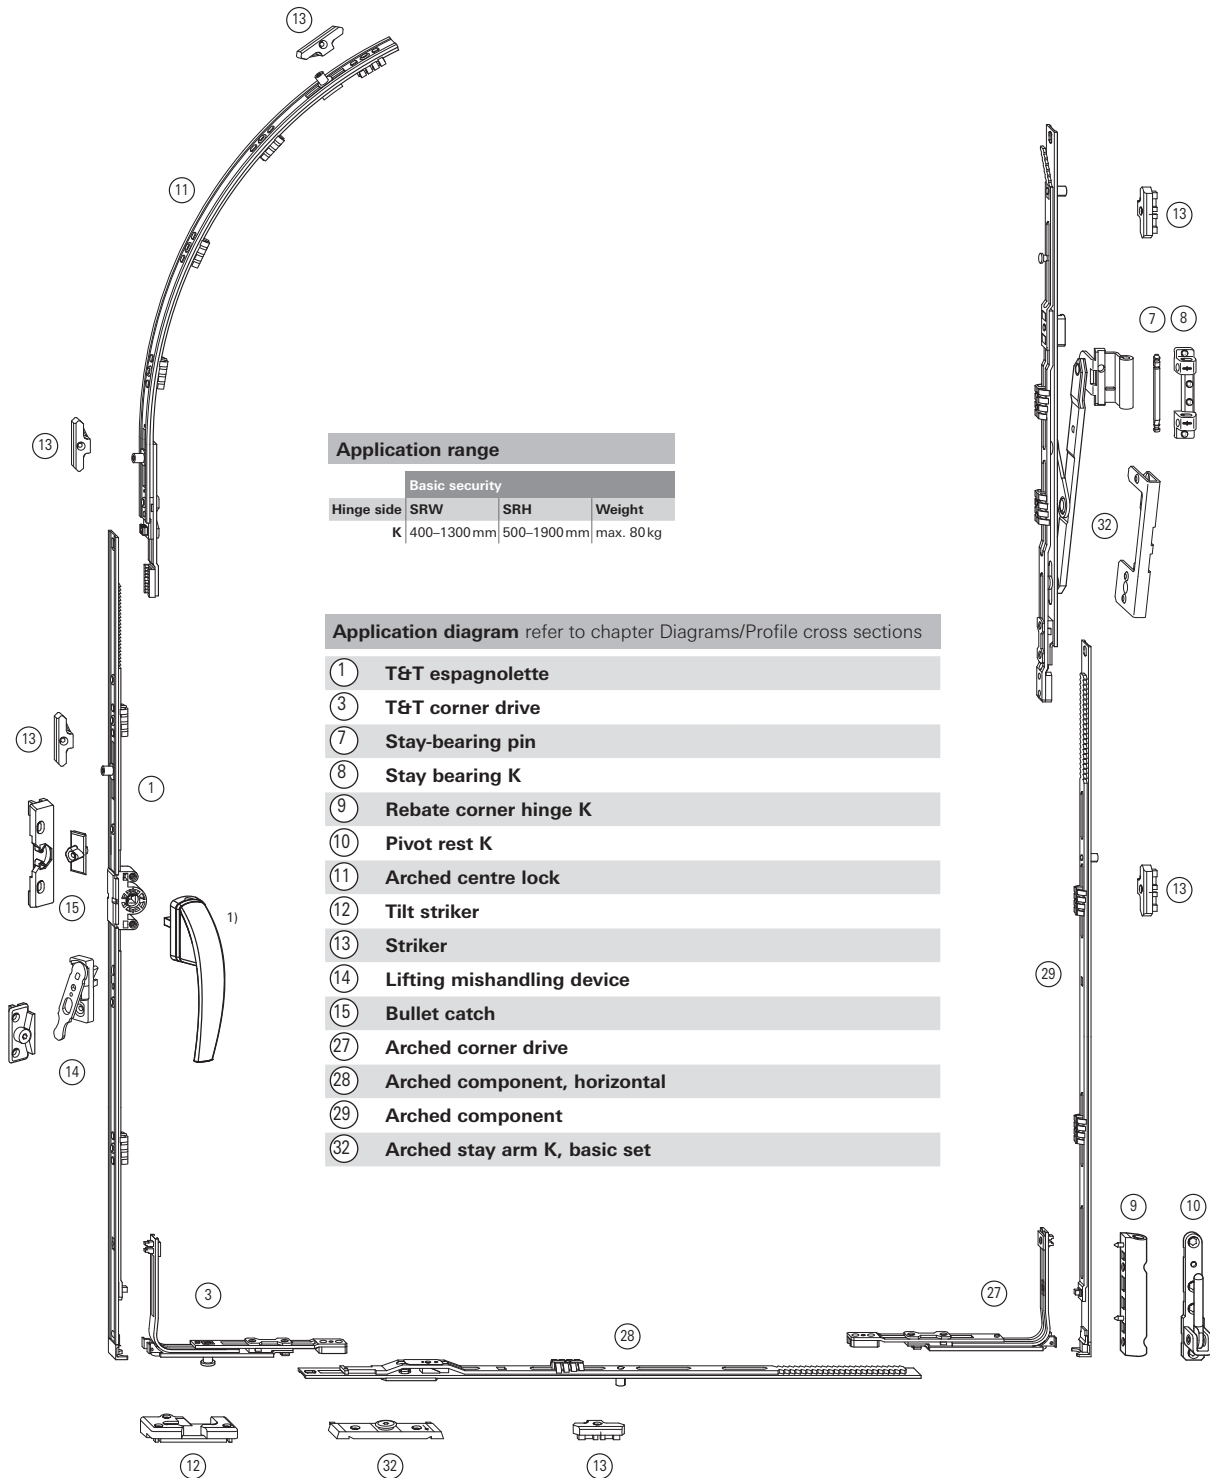 13
11
13
7 8
13
Application range
Basic security
Hinge side SRW SRH Weight
K 400–1300 mm 500–1900 mm max. 80 kg
32
Application diagram refer to chapter Diagrams/Profile cross sections
1 T&T espagnolette
3 T&T corner drive
7 Stay-bearing pin
8 Stay bearing K
9 Rebate corner hinge K
10 Pivot rest K
11 Arched centre lock
12 Tilt striker
13 Striker
14 Lifting mishandling device
15 Bullet catch
27 Arched corner drive
28 Arched component, horizontal
29 Arched component
32 Arched stay arm K, basic set
13
1
15
1)
14
13
29
9 10
3
27
28
12
32
13